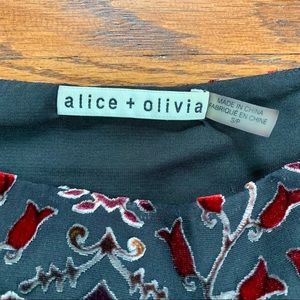 alice + olivia
MADE IN CHINA
FABRIQUÉ EN CHINE
S/P